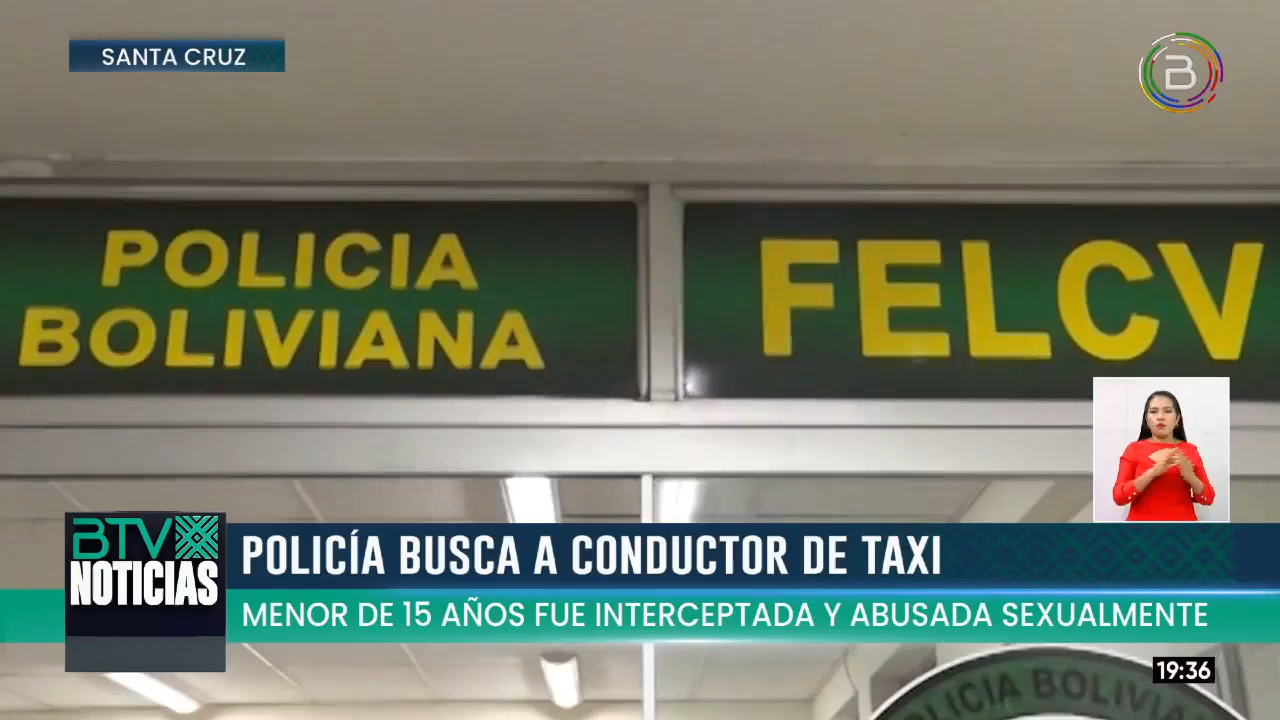 SANTA CRUZ
B
POLICIA
BOLIVIANA
FELCV
BTV
NOTICIAS
POLICÍA BUSCA A CONDUCTOR DE TAXI
MENOR DE 15 AÑOS FUE INTERCEPTADA Y ABUSADA SEXUALMENTE
19:36
POLICIA BOLIVIA